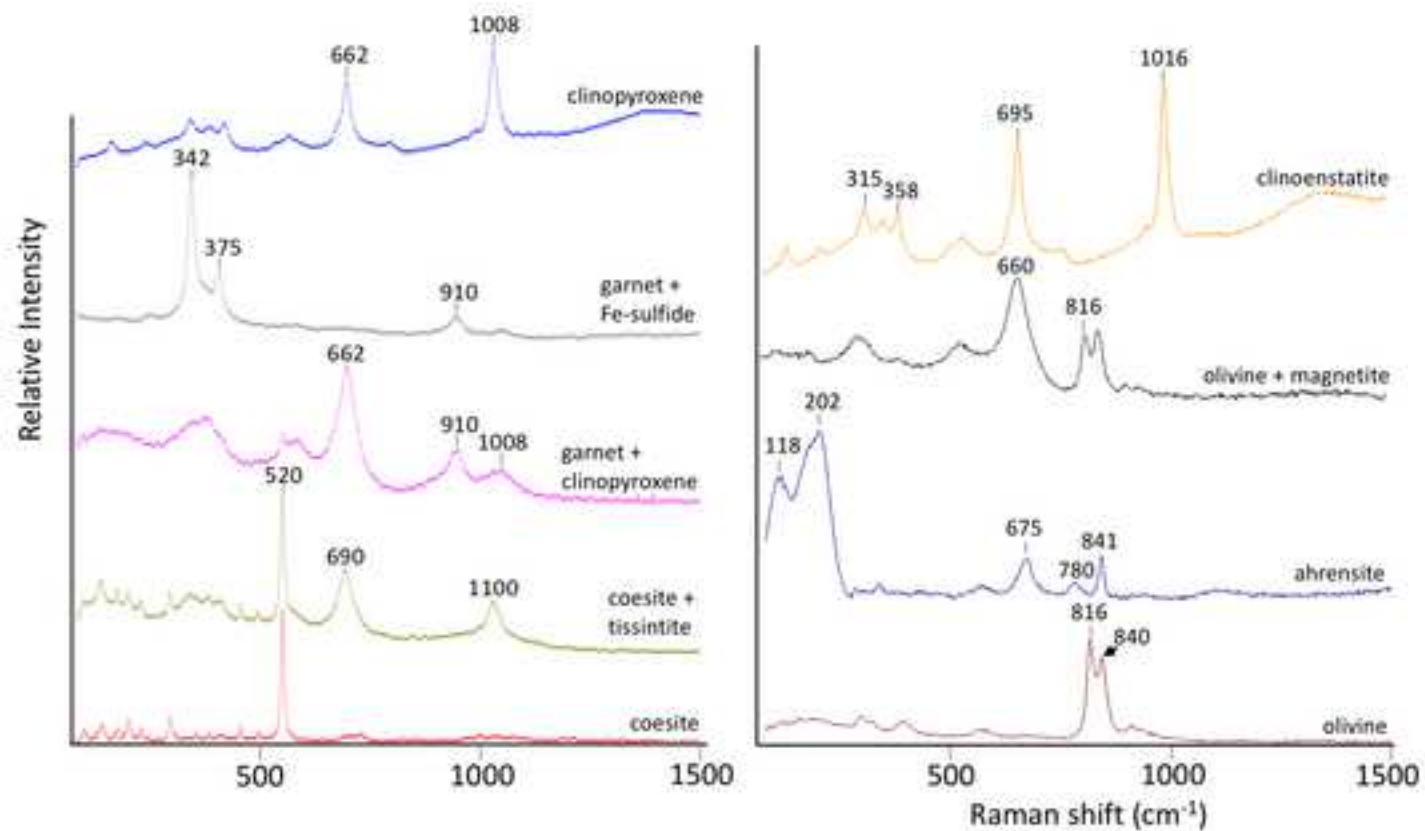 1008
662
clinopyroxene
342
375
910
garnet +
Fe-sulfide
662
910
1008
garnet +
clinopyroxene
520
690
1100
coesite +
tissintite
coesite
Relative Intensity
500
1000
1500
1016
695
315
358
clinoenstatite
660
816
olivine + magnetite
202
118
675
780
841
ahrensite
816
840
olivine
500
1000
1500
Raman shift (cm⁻¹)